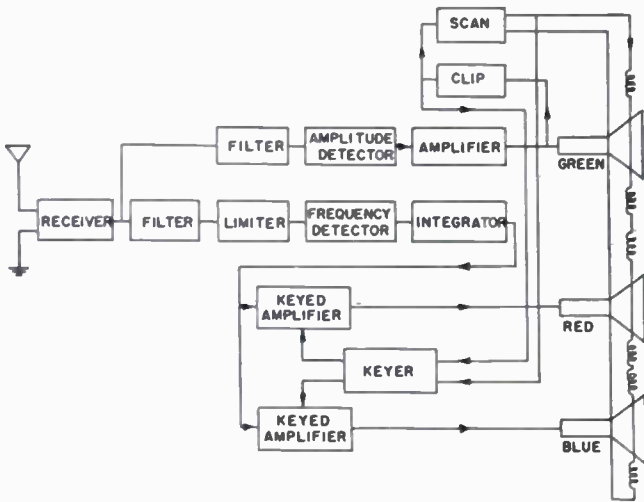 SCAN
CLIP
FILTER
AMPLITUDE
DETECTOR
AMPLIFIER
GREEN
RECEIVER
FILTER
LIMITER
FREQUENCY
DETECTOR
INTEGRATOR
KEYED
AMPLIFIER
RED
KEYER
KEYED
AMPLIFIER
BLUE